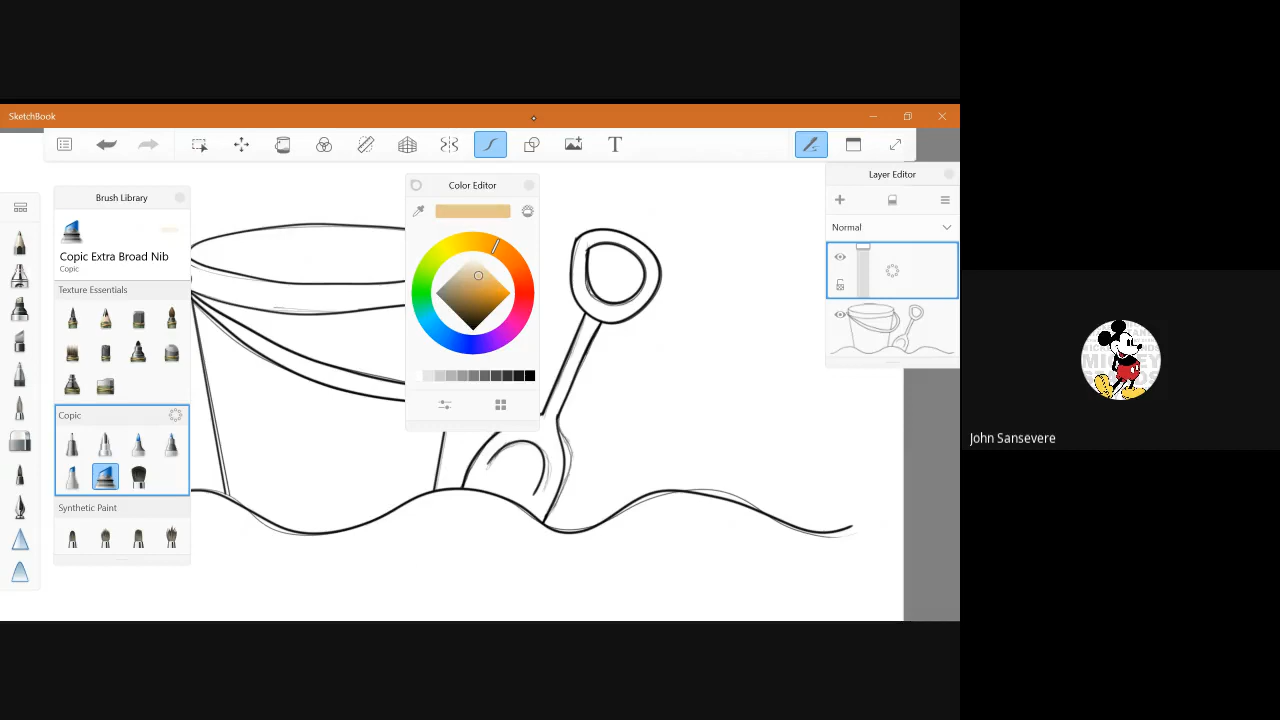 SketchBook
T
Brush Library
Copic Extra Broad Nib
Copic
Texture Essentials
Copic
Synthetic Paint
Color Editor
Layer Editor
Normal
MICKEY
John Sansevere